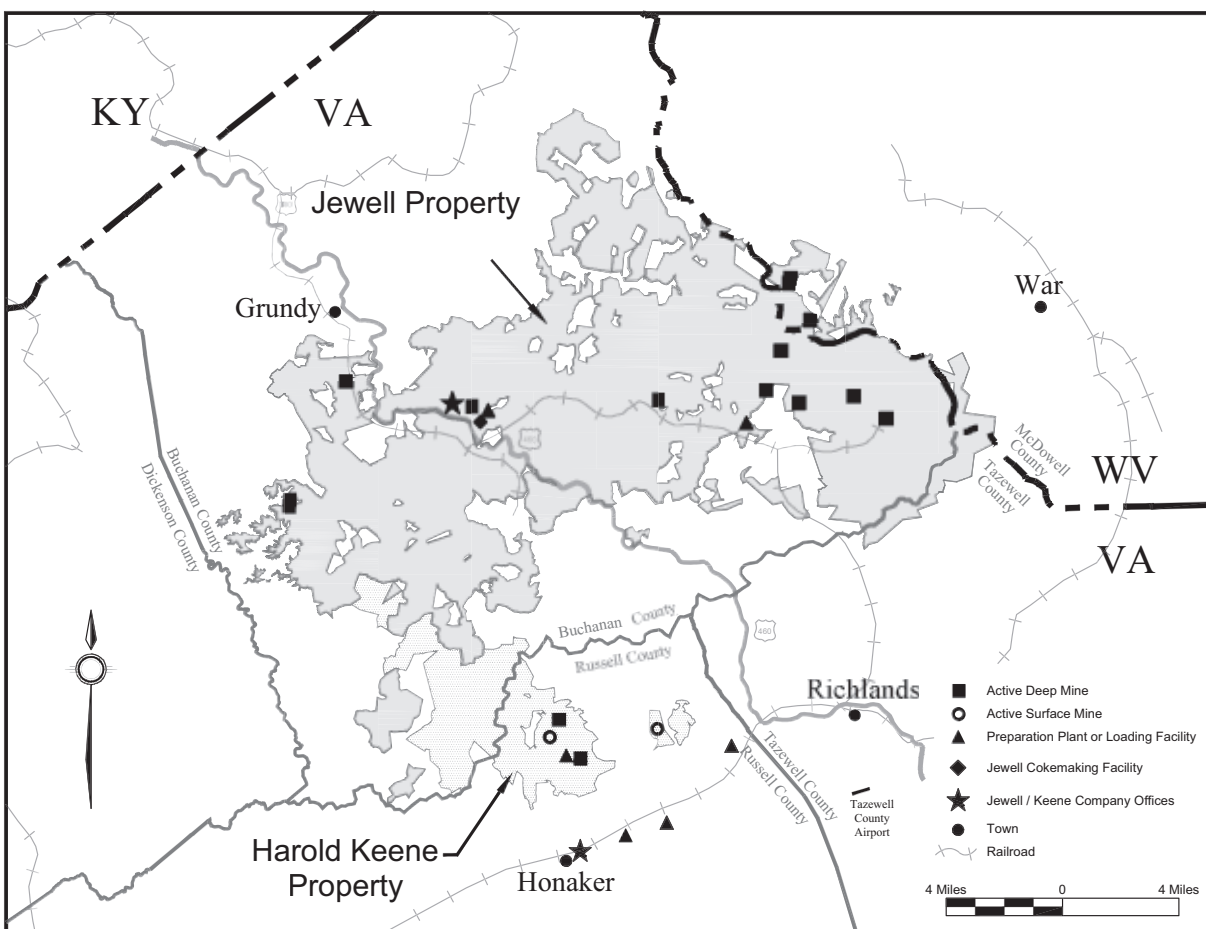 KY
VA
Jewell Property
Grundy
War
Buchanan County
Dickenson County
McDowell
County
Tazewell
County
WV
VA
Buchanan County
Russell County
460
Richlands
Tazewell County
Russell County
Tazewell
County
Airport
Harold Keene
Property
Honaker
Active Deep Mine
Active Surface Mine
Preparation Plant or Loading Facility
Jewell Cokemaking Facility
Jewell / Keene Company Offices
Town
Railroad
4 Miles 0 4 Miles